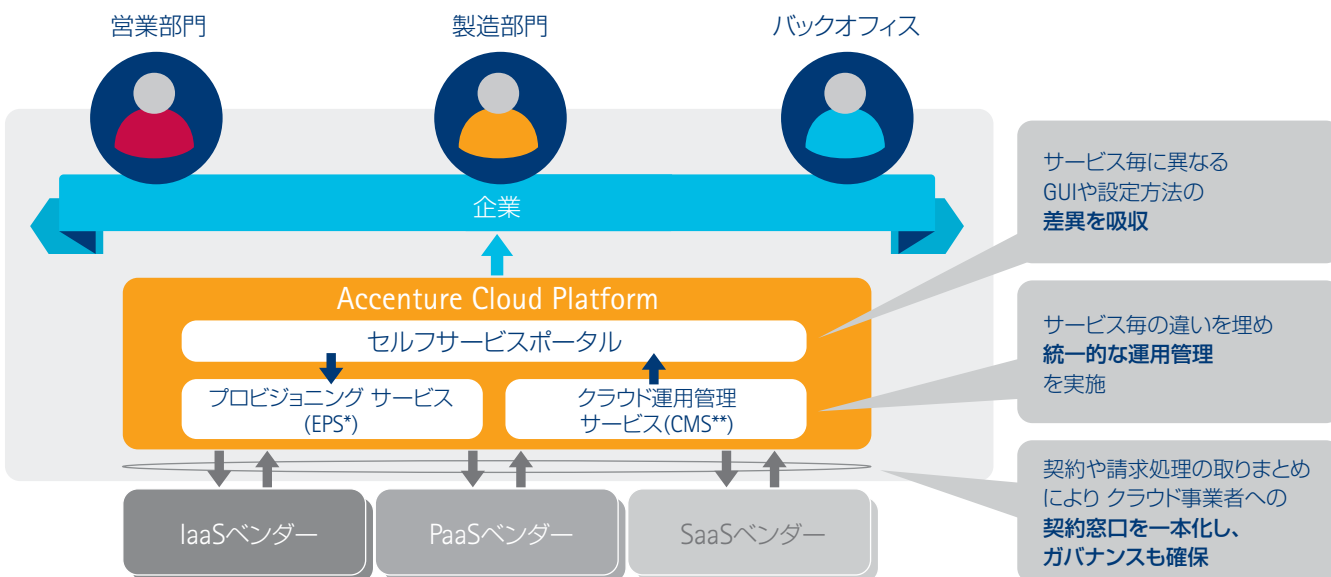 営業部門
製造部門
バックオフィス
企業
Accenture Cloud Platform
セルフサービスポータル
プロビジョニング サービス
(EPS*)
クラウド運用管理
サービス(CMS**)
IaaSベンダー
PaaSベンダー
SaaSベンダー
サービス毎に異なる
GUIや設定方法の
差異を吸収
サービス毎の違いを埋め
統一的な運用管理
を実施
契約や請求処理の取りまとめ
により クラウド事業者への
契約窓口を一本化し、
ガバナンスも確保